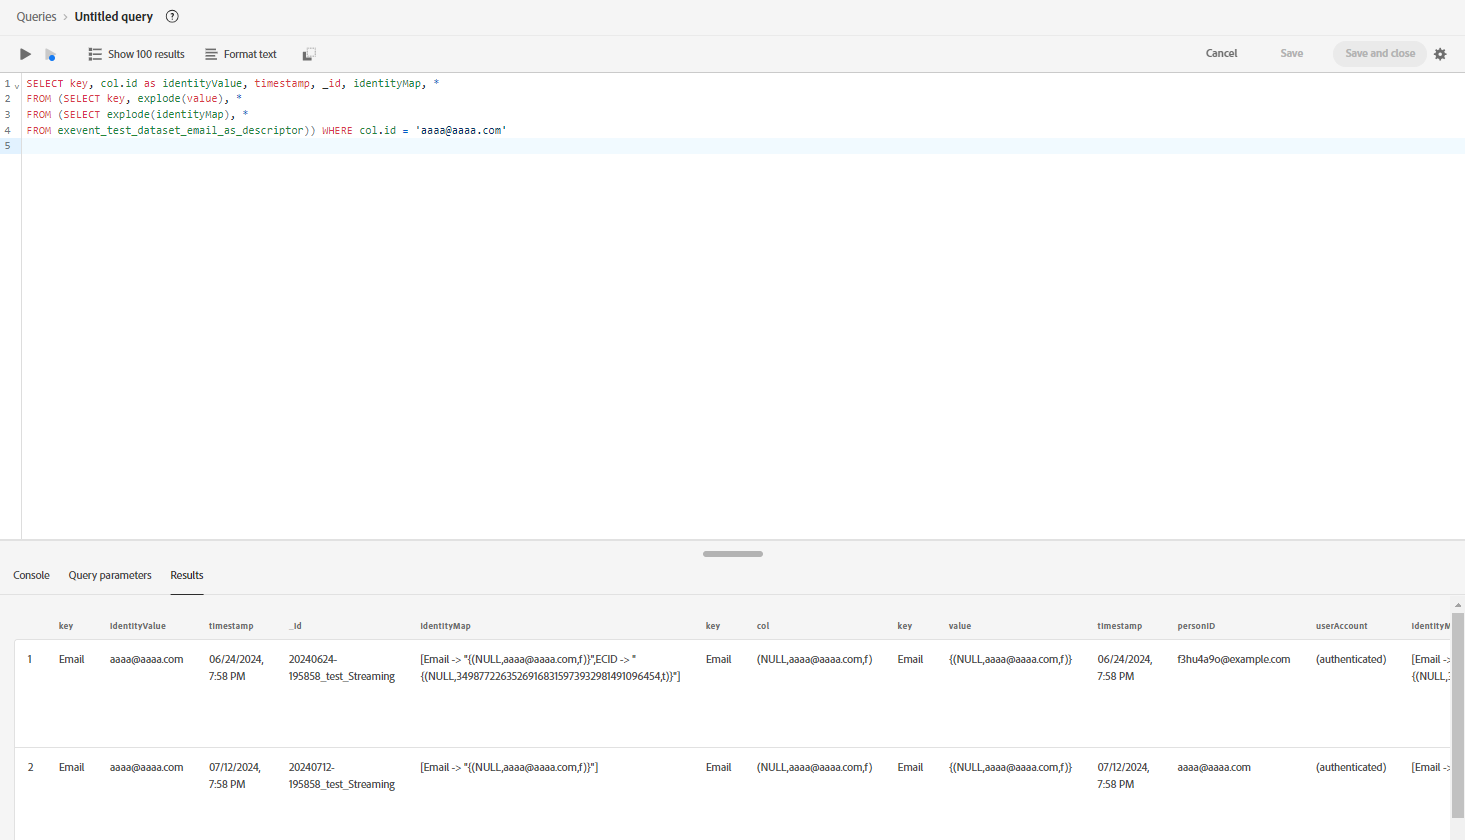 Queries › Untitled query ?
Show 100 results Format text Cancel Save Save and close
1 SELECT key, col.id as identityValue, timestamp, _id, identityMap, *
2 FROM (SELECT key, explode(value), *
3 FROM (SELECT explode(identityMap), *
4 FROM exevent_test_dataset_email_as_descriptor)) WHERE col.id = 'aaaa@aaaa.com'
5
Console Query parameters Results
key identityValue timestamp _id identityMap key col key value timestamp personID userAccount identityM
1 Email aaaa@aaaa.com 06/24/2024, 20240624- [Email -> "{(NULL,aaaa@aaaa.com,f)}",ECID -> " Email (NULL,aaaa@aaaa.com,f) Email {(NULL,aaaa@aaaa.com,f)} 06/24/2024, f3hu4a9o@example.com (authenticated) [Email ->
7:58 PM 195858_test_Streaming {(NULL,34987722635269168315973932981491096454,t)}"] 7:58 PM {(NULL,3
2 Email aaaa@aaaa.com 07/12/2024, 20240712- [Email -> "{(NULL,aaaa@aaaa.com,f)}"] Email (NULL,aaaa@aaaa.com,f) Email {(NULL,aaaa@aaaa.com,f)} 07/12/2024, aaaa@aaaa.com (authenticated) [Email ->
7:58 PM 195858_test_Streaming 7:58 PM